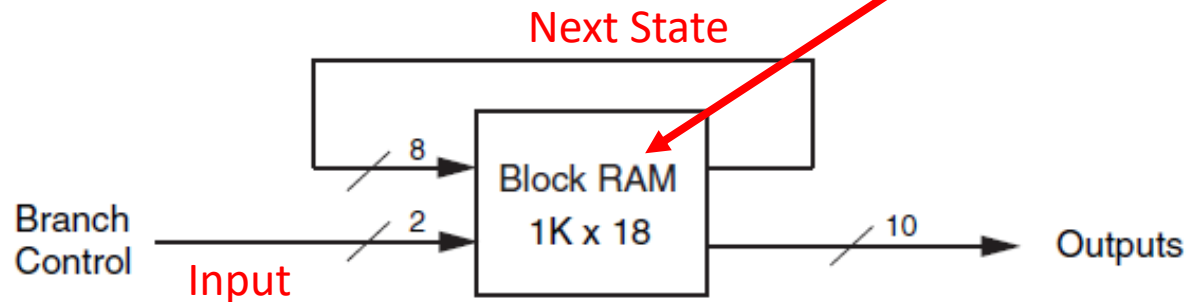 Next State
8
Block RAM
1K x 18
Branch
Control
2
10
Outputs
Input